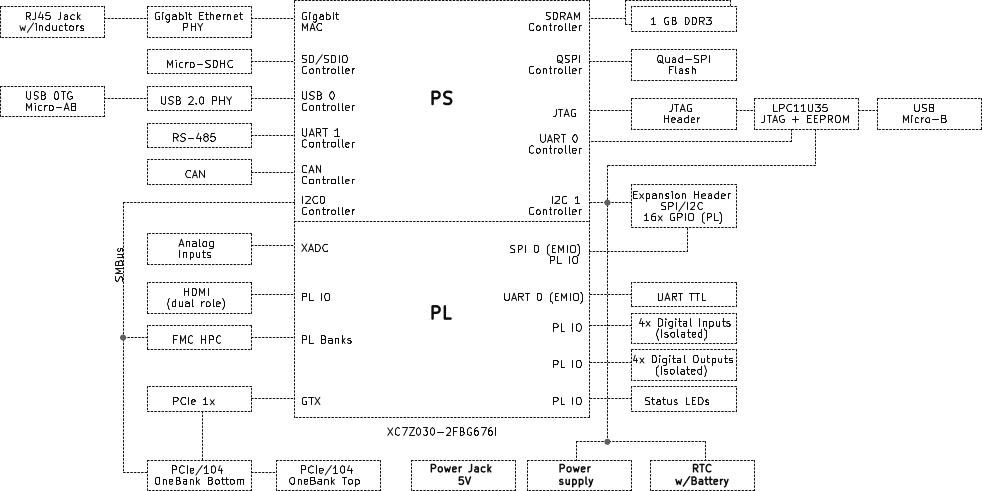 RJ45 Jack
w/Inductors
Gigabit Ethernet
PHY
Gigabit
MAC
SDRAM
Controller
1 GB DDR3
Micro-SDHC
SD/SDIO
Controller
QSPI
Controller
Quad-SPI
Flash
USB OTG
Micro-AB
USB 2.0 PHY
USB 0
Controller
PS
JTAG
JTAG
Header
LPC11U35
JTAG + EEPROM
USB
Micro-B
RS-485
UART 1
Controller
UART 0
Controller
CAN
CAN
Controller
I2C0
Controller
I2C 1
Controller
Expansion Header
SPI/I2C
16x GPIO (PL)
SMBus
Analog
Inputs
XADC
SPI 0 (EMIO)
PL IO
HDMI
(dual role)
PL IO
PL
UART 0 (EMIO)
UART TTL
FMC HPC
PL Banks
PL IO
4x Digital Inputs
(Isolated)
PL IO
4x Digital Outputs
(Isolated)
PCIe 1x
GTX
PL IO
Status LEDs
XC7Z030-2FBG676I
PCIe/104
OneBank Bottom
PCIe/104
OneBank Top
Power Jack
5V
Power
supply
RTC
w/Battery